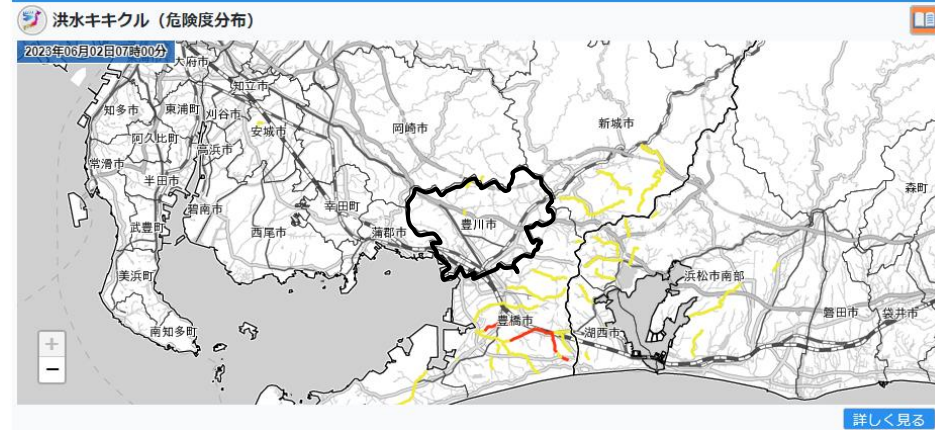 洪水キキクル（危険度分布）
2023年06月02日07時00分
大府市
知立市
知多市
東浦町
刈谷市
安城市
岡崎市
新城市
阿久比町
高浜市
常滑市
半田市
森町
碧南市
幸田町
武豊町
西尾市
蒲郡市
豊川市
美浜町
浜松市南部
南知多町
豊橋市
湖西市
磐田市
袋井市
+
−
詳しく見る